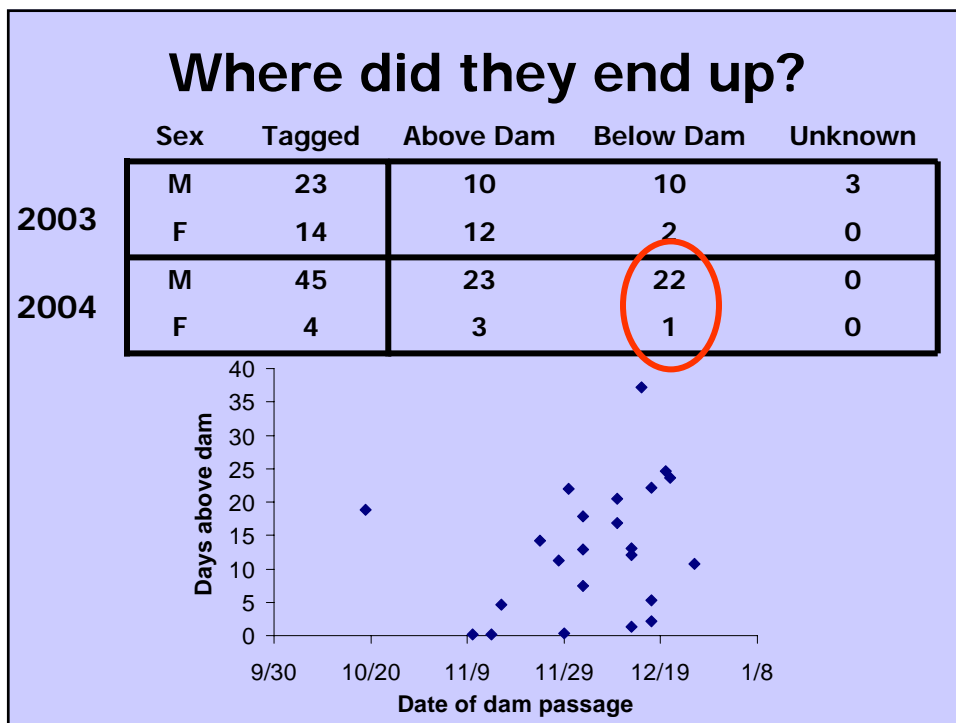 Where did they end up?
Sex Tagged Above Dam Below Dam Unknown
2003
M 23 10 10 3
F 14 12 2 0
2004
M 45 23 22 0
F 4 3 1 0
Days above dam
40
35
30
25
20
15
10
5
0
9/30 10/20 11/9 11/29 12/19 1/8
Date of dam passage